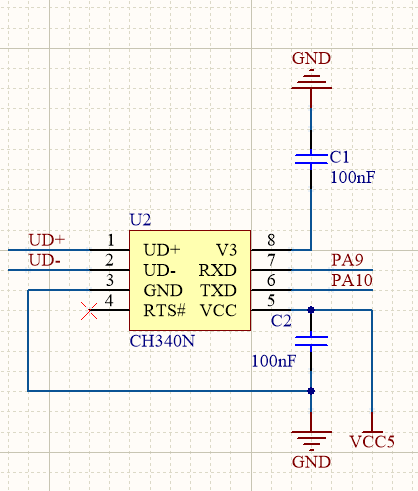 GND
C1
100nF
U2
UD+ 1 UD+ V3 8
UD- 2 UD- RXD 7 PA9
3 GND TXD 6 PA10
4 RTS# VCC 5
C2
CH340N
100nF
VCC5
GND